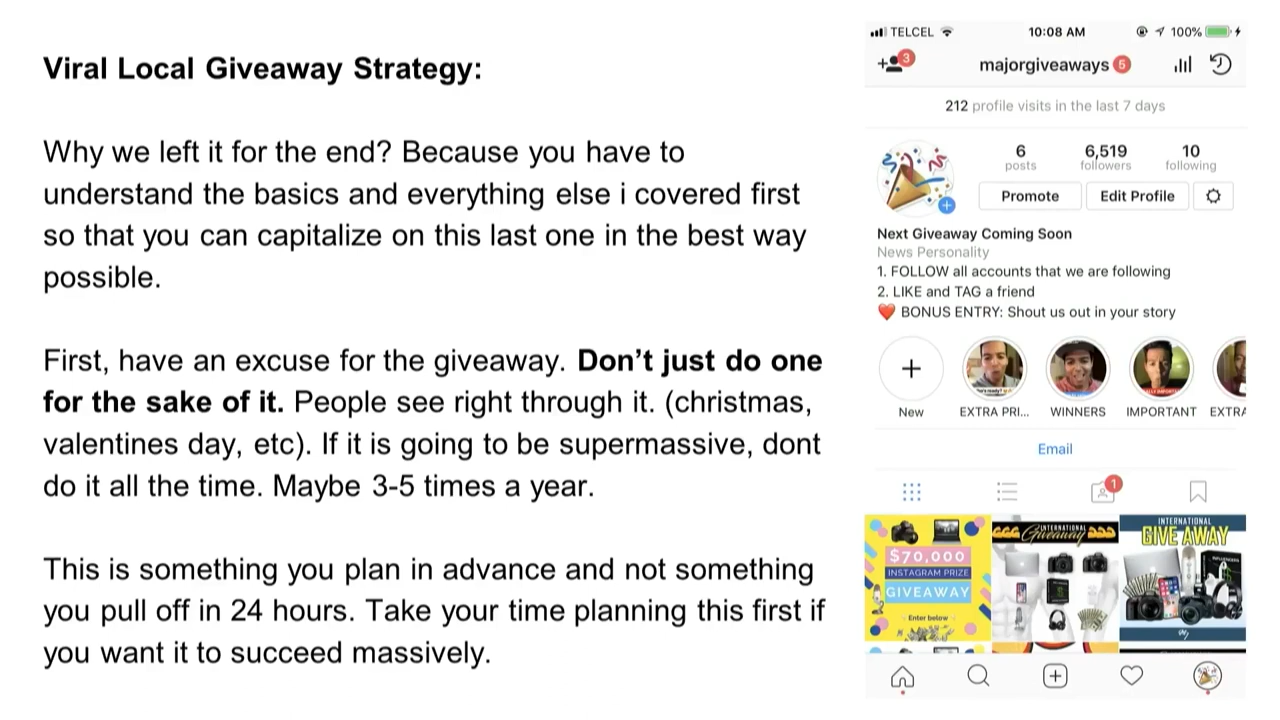 Viral Local Giveaway Strategy:
Why we left it for the end? Because you have to
understand the basics and everything else i covered first
so that you can capitalize on this last one in the best way
possible.
First, have an excuse for the giveaway. Don’t just do one
for the sake of it. People see right through it. (christmas,
valentines day, etc). If it is going to be supermassive, dont
do it all the time. Maybe 3-5 times a year.
This is something you plan in advance and not something
you pull off in 24 hours. Take your time planning this first if
you want it to succeed massively.
TELCEL 10:08 AM 100%
3 majorgiveaways 5
212 profile visits in the last 7 days
6 6,519 10
posts followers following
Promote Edit Profile
Next Giveaway Coming Soon
News Personality
1. FOLLOW all accounts that we are following
2. LIKE and TAG a friend
❤️ BONUS ENTRY: Shout us out in your story
New EXTRA PRI... WINNERS IMPORTANT EXTRA
Email
1
$70,000
INSTAGRAM PRIZE
GIVEAWAY
Enter below
INTERNATIONAL
Giveaway
INTERNATIONAL
GIVE AWAY